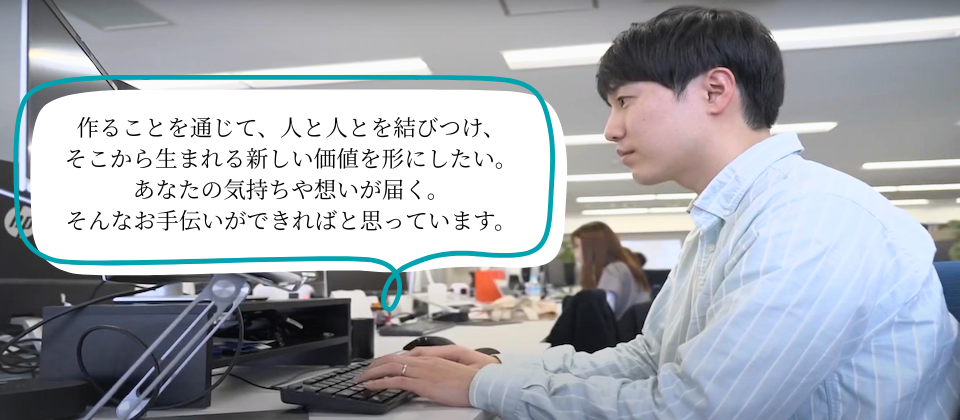 作ることを通じて、人と人とを結びつけ、
そこから生まれる新しい価値を形にしたい。
あなたの気持ちや想いが届く。
そんなお手伝いができればと思っています。